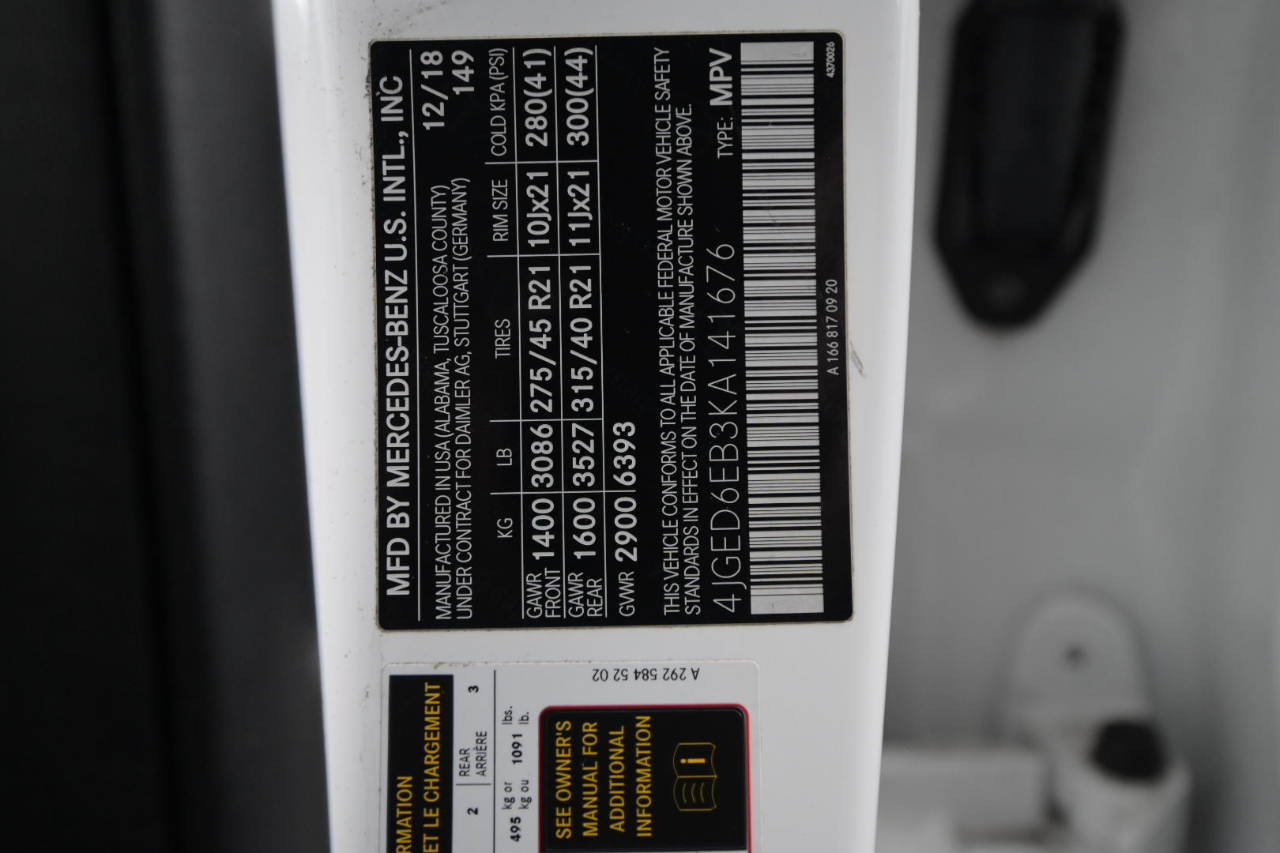 MFD BY MERCEDES-BENZ U.S. INTL., INC
MANUFACTURED IN USA (ALABAMA, TUSCALOOSA COUNTY) 12/18
UNDER CONTRACT FOR DAIMLER AG, STUTTGART (GERMANY) 149
KG LB TIRES RIM SIZE COLD KPA (PSI)
GAWR FRONT 1400 3086 275/45 R21 10Jx21 280(41)
GAWR REAR 1600 3527 315/40 R21 11Jx21 300(44)
GVWR 2900 6393
THIS VEHICLE CONFORMS TO ALL APPLICABLE FEDERAL MOTOR VEHICLE SAFETY
STANDARDS IN EFFECT ON THE DATE OF MANUFACTURE SHOWN ABOVE.
4JGED6EB3KA141676 TYPE: MPV
A 166 817 09 20 4370026
RMATION
ET LE CHARGEMENT
2 REAR 3
ARRIÈRE
495 kg or 1091 lbs.
kg ou lb.
SEE OWNER'S
MANUAL FOR
ADDITIONAL
INFORMATION
i
A 292 584 52 02